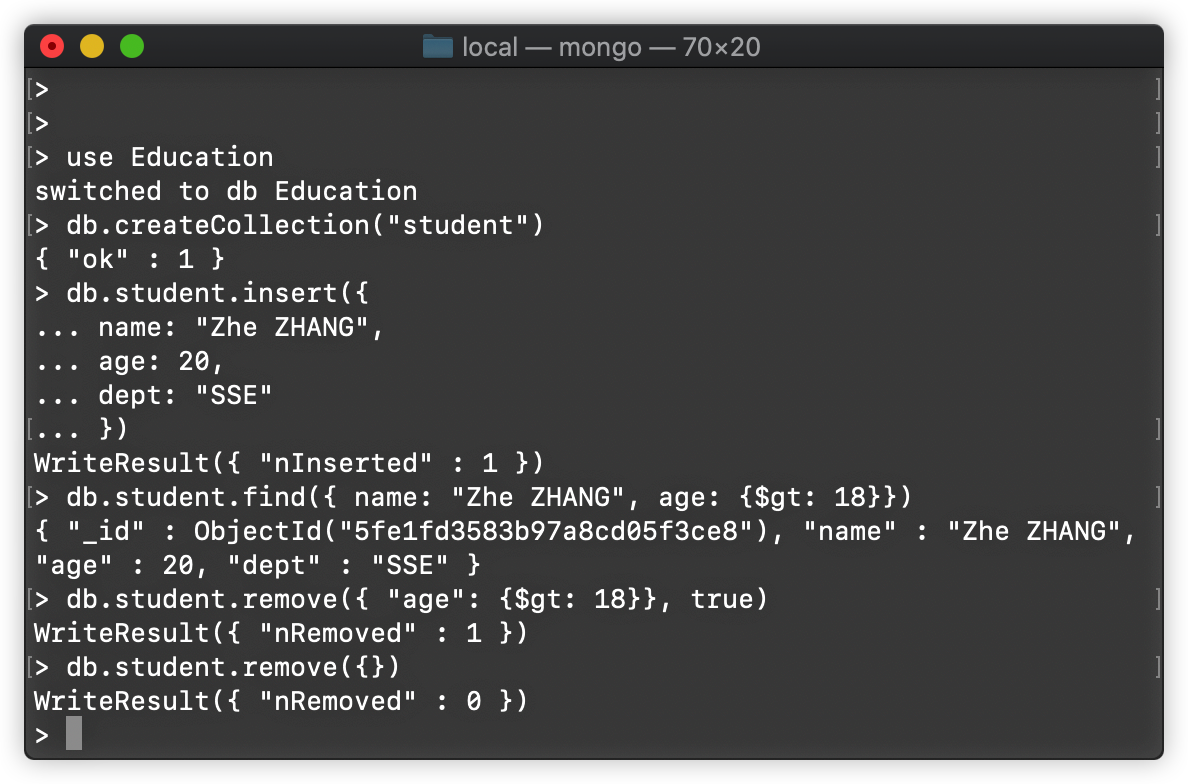 local — mongo — 70×20
[> ]
[> ]
[> use Education ]
switched to db Education
[> db.createCollection("student") ]
{ "ok" : 1 }
> db.student.insert({
... name: "Zhe ZHANG",
... age: 20,
... dept: "SSE"
[... }) ]
WriteResult({ "nInserted" : 1 })
[> db.student.find({ name: "Zhe ZHANG", age: {$gt: 18}}) ]
{ "_id" : ObjectId("5fe1fd3583b97a8cd05f3ce8"), "name" : "Zhe ZHANG",
"age" : 20, "dept" : "SSE" }
[> db.student.remove({ "age": {$gt: 18}}, true) ]
WriteResult({ "nRemoved" : 1 })
[> db.student.remove({}) ]
WriteResult({ "nRemoved" : 0 })
>